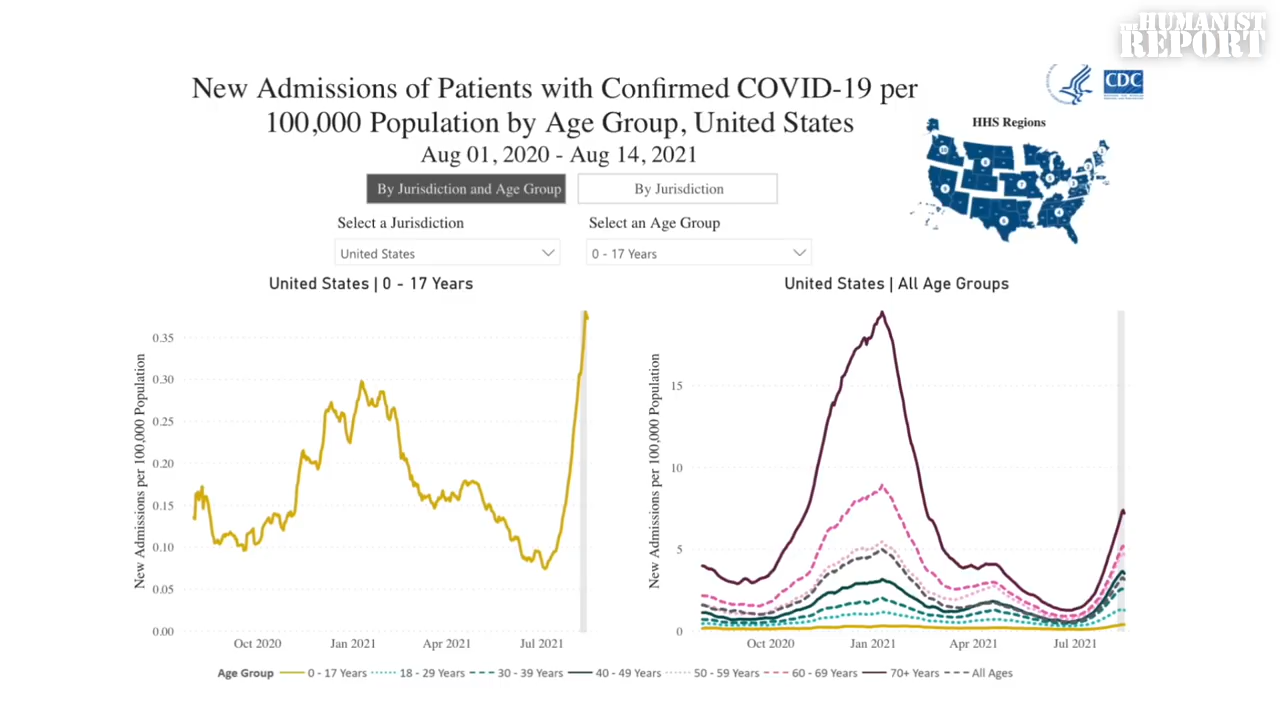 THE HUMANIST
REPORT
New Admissions of Patients with Confirmed COVID-19 per
100,000 Population by Age Group, United States
Aug 01, 2020 - Aug 14, 2021
CDC
HHS Regions
By Jurisdiction and Age Group
By Jurisdiction
Select a Jurisdiction
Select an Age Group
United States
0 - 17 Years
United States | 0 - 17 Years
United States | All Age Groups
New Admissions per 100,000 Population
0.35
0.30
0.25
0.20
0.15
0.10
0.05
0.00
Oct 2020
Jan 2021
Apr 2021
Jul 2021
New Admissions per 100,000 Population
15
10
5
0
Oct 2020
Jan 2021
Apr 2021
Jul 2021
Age Group 0 - 17 Years 18 - 29 Years 30 - 39 Years 40 - 49 Years 50 - 59 Years 60 - 69 Years 70+ Years All Ages